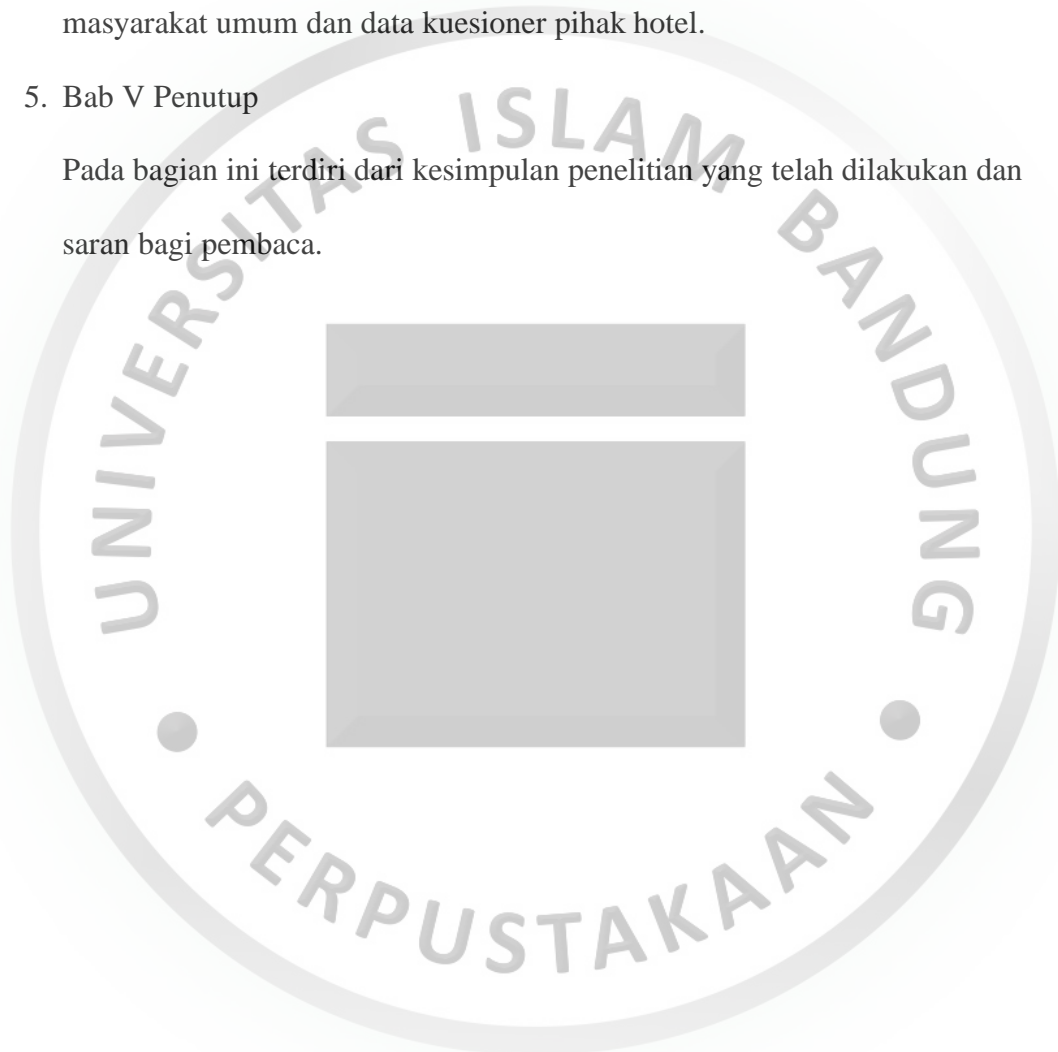 masyarakat umum dan data kuesioner pihak hotel.
5. Bab V Penutup
Pada bagian ini terdiri dari kesimpulan penelitian yang telah dilakukan dan
saran bagi pembaca.
UNIVERSITAS ISLAM BANDUNG
PERPUSTAKAAN